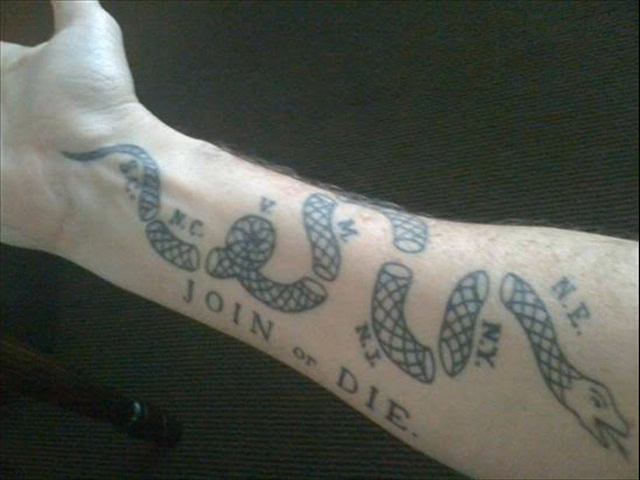 S.C.
N.C.
V.
M.
N.J.
N.Y.
N.E.
JOIN or DIE.